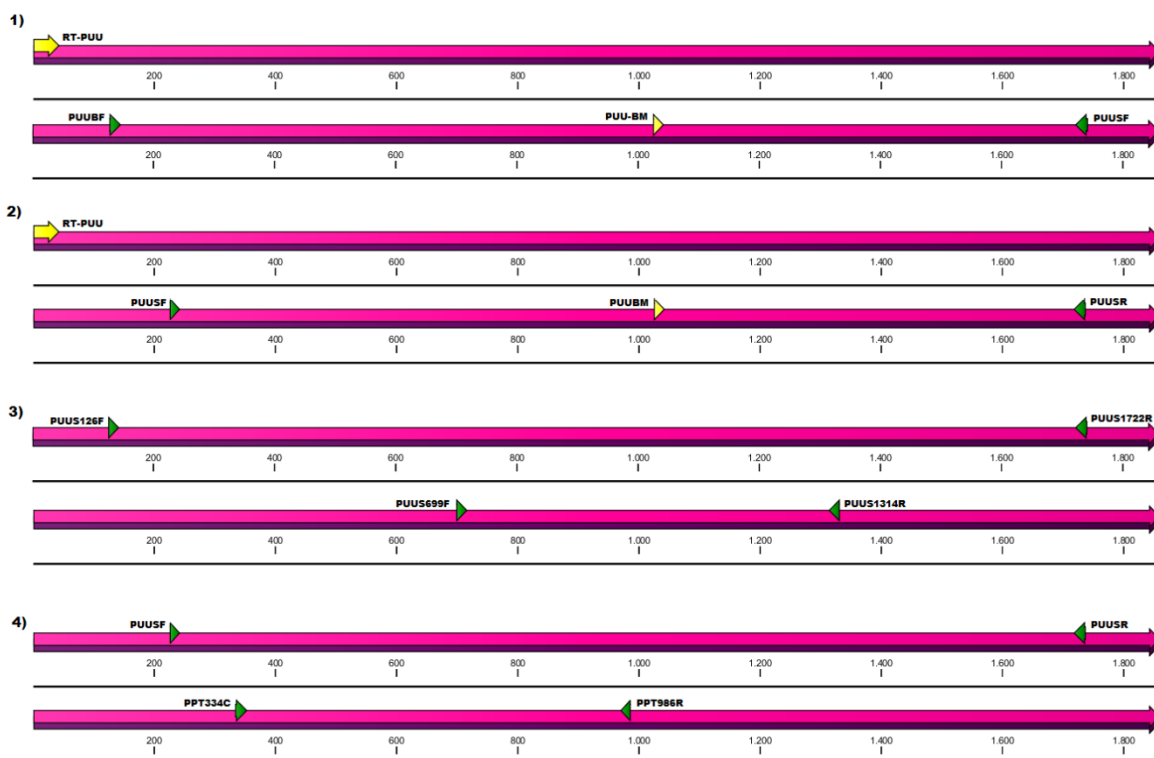 1)
RT-PUU
200 400 600 800 1.000 1.200 1.400 1.600 1.800
PUUBF PUU-BM PUUSF
200 400 600 800 1.000 1.200 1.400 1.600 1.800
2)
RT-PUU
200 400 600 800 1.000 1.200 1.400 1.600 1.800
PUUSF PUUBM PUUSR
200 400 600 800 1.000 1.200 1.400 1.600 1.800
3)
PUUS126F PUUS1722R
200 400 600 800 1.000 1.200 1.400 1.600 1.800
PUUS699F PUUS1314R
200 400 600 800 1.000 1.200 1.400 1.600 1.800
4)
PUUSF PUUSR
200 400 600 800 1.000 1.200 1.400 1.600 1.800
PPT334C PPT986R
200 400 600 800 1.000 1.200 1.400 1.600 1.800